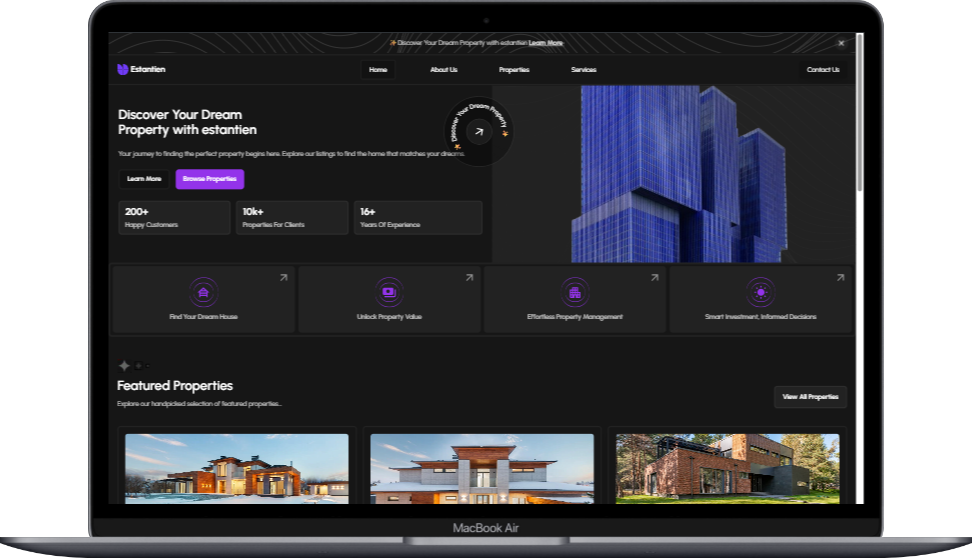 Discover Your Dream Property with estantien Learn More
Estantien
Home
About Us
Properties
Services
Contact Us
Discover Your Dream
Property with estantien
Your journey to finding the perfect property begins here. Explore our listings to find the home that matches your dreams.
Discover Your Dream Property
Learn More
Browse Properties
200+
Happy Customers
10k+
Properties For Clients
16+
Years Of Experience
Find Your Dream House
Unlock Property Value
Effortless Property Management
Smart Investment, Informed Decisions
Featured Properties
Explore our handpicked selection of featured properties...
View All Properties
MacBook Air